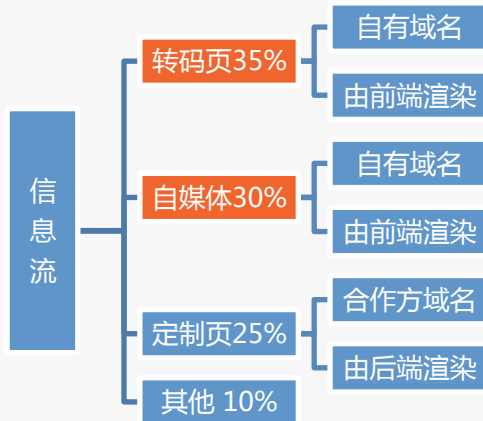 信息流
转码页35%
自有域名
由前端渲染
自媒体30%
自有域名
由前端渲染
定制页25%
合作方域名
由后端渲染
其他 10%